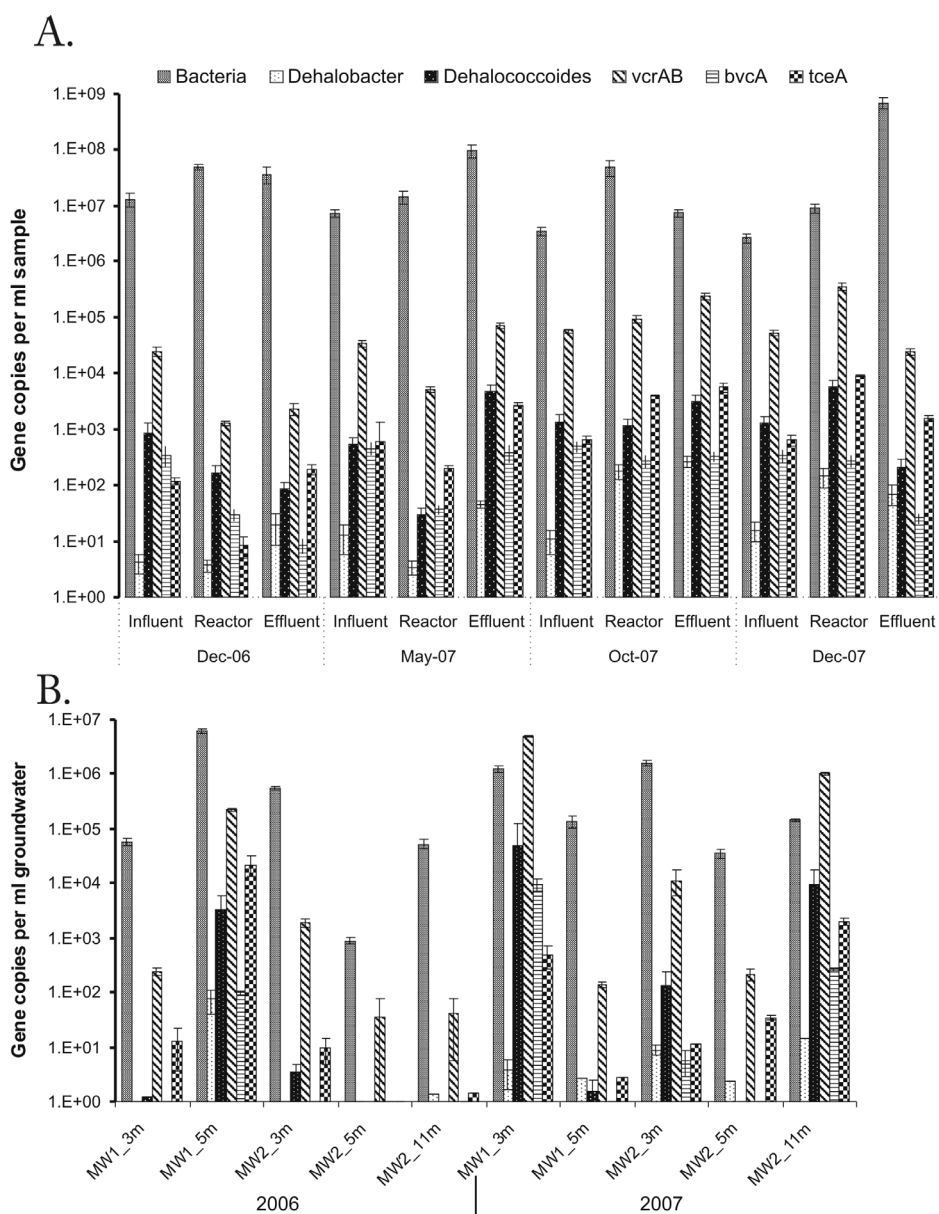 A.
Bacteria Dehalobacter Dehalococcoides vcrAB bvcA tceA
Gene copies per ml sample
1.E+09
1.E+08
1.E+07
1.E+06
1.E+05
1.E+04
1.E+03
1.E+02
1.E+01
1.E+00
Influent Reactor Effluent Influent Reactor Effluent Influent Reactor Effluent Influent Reactor Effluent
Dec-06 May-07 Oct-07 Dec-07
B.
Gene copies per ml groundwater
1.E+07
1.E+06
1.E+05
1.E+04
1.E+03
1.E+02
1.E+01
1.E+00
MW1_3m MW1_5m MW2_3m MW2_5m MW2_11m MW1_3m MW1_5m MW2_3m MW2_5m MW2_11m
2006 2007